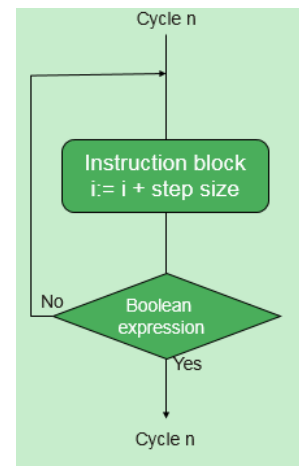 Cycle n
Instruction block
i:= i + step size
No
Boolean
expression
Yes
Cycle n